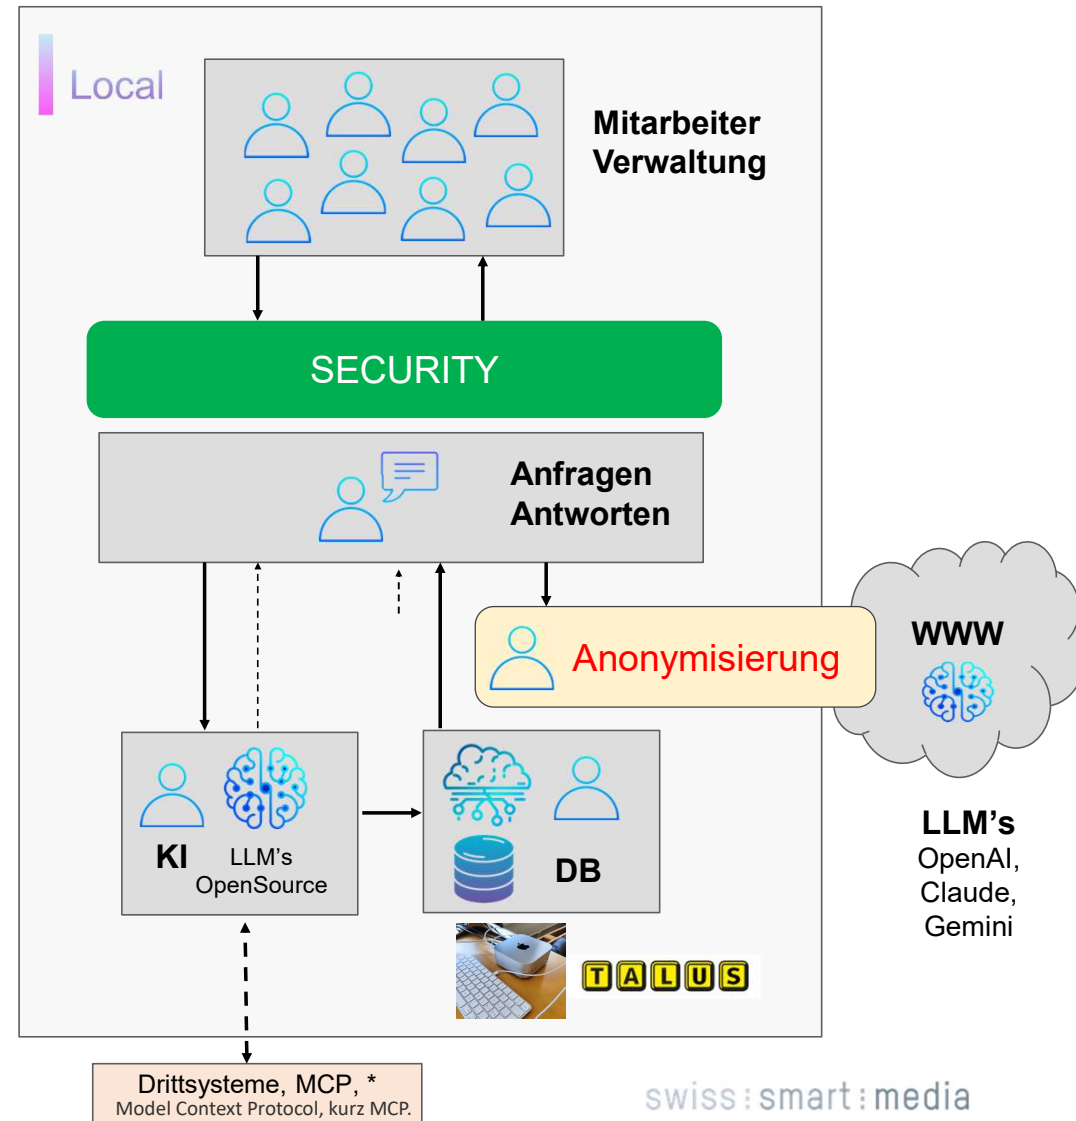 Local
Mitarbeiter
Verwaltung
SECURITY
Anfragen
Antworten
Anonymisierung
WWW
KI
LLM's
OpenSource
DB
LLM's
OpenAI,
Claude,
Gemini
TALUS
Drittsysteme, MCP, *
Model Context Protocol, kurz MCP.
swiss smart media